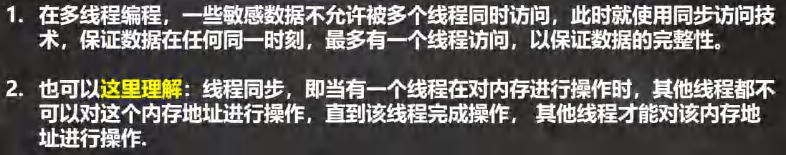 1. 在多线程编程，一些敏感数据不允许被多个线程同时访问，此时就使用同步访问技
术，保证数据在任何同一时刻，最多有一个线程访问，以保证数据的完整性。
2. 也可以这里理解：线程同步，即当有一个线程在对内存进行操作时，其他线程都不
可以对这个内存地址进行操作，直到该线程完成操作， 其他线程才能对该内存地
址进行操作.